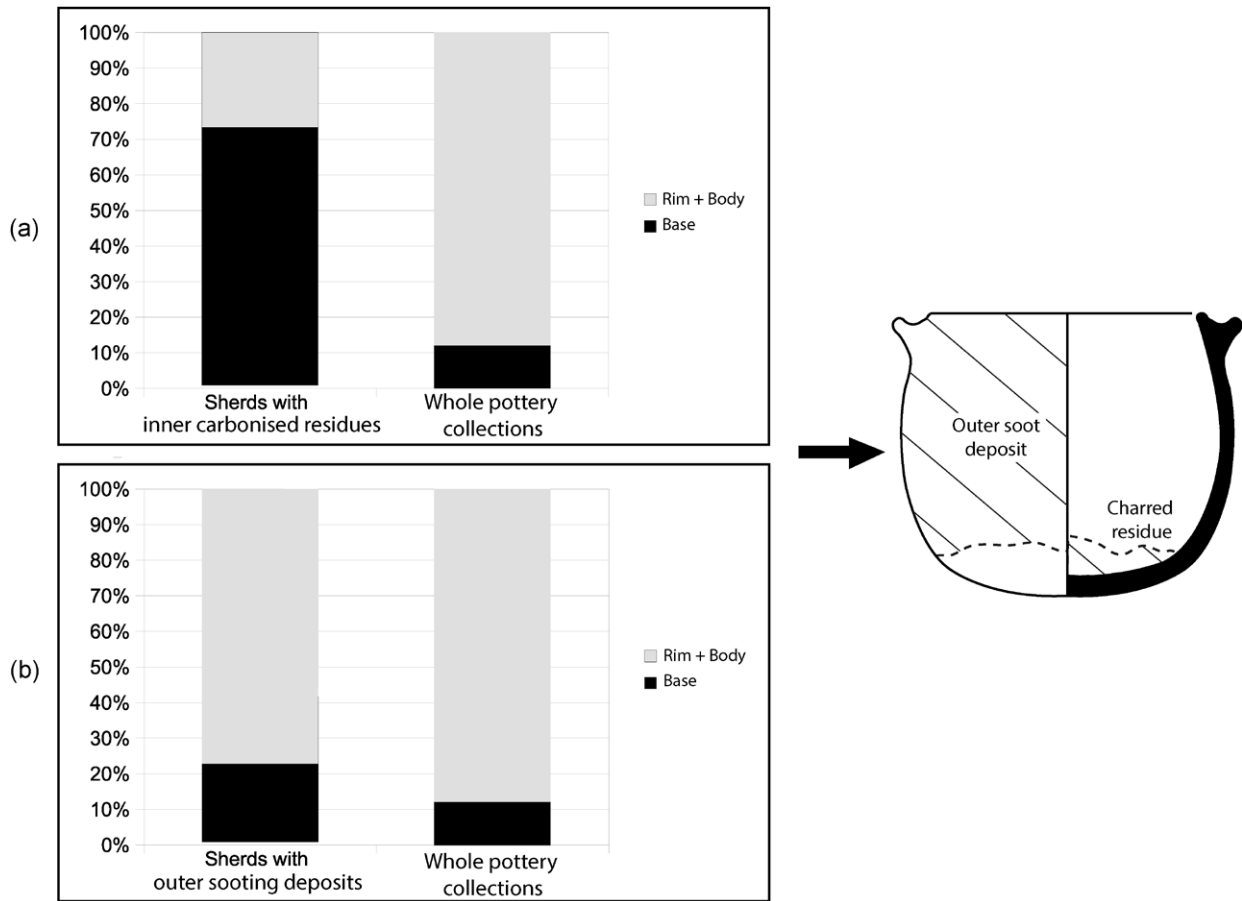 (a)
100%
90%
80%
70%
60%
50%
40%
30%
20%
10%
0%
Sherds with
inner carbonised residues
Whole pottery
collections
Rim + Body
Base
(b)
100%
90%
80%
70%
60%
50%
40%
30%
20%
10%
0%
Sherds with
outer sooting deposits
Whole pottery
collections
Rim + Body
Base
Outer soot
deposit
Charred
residue